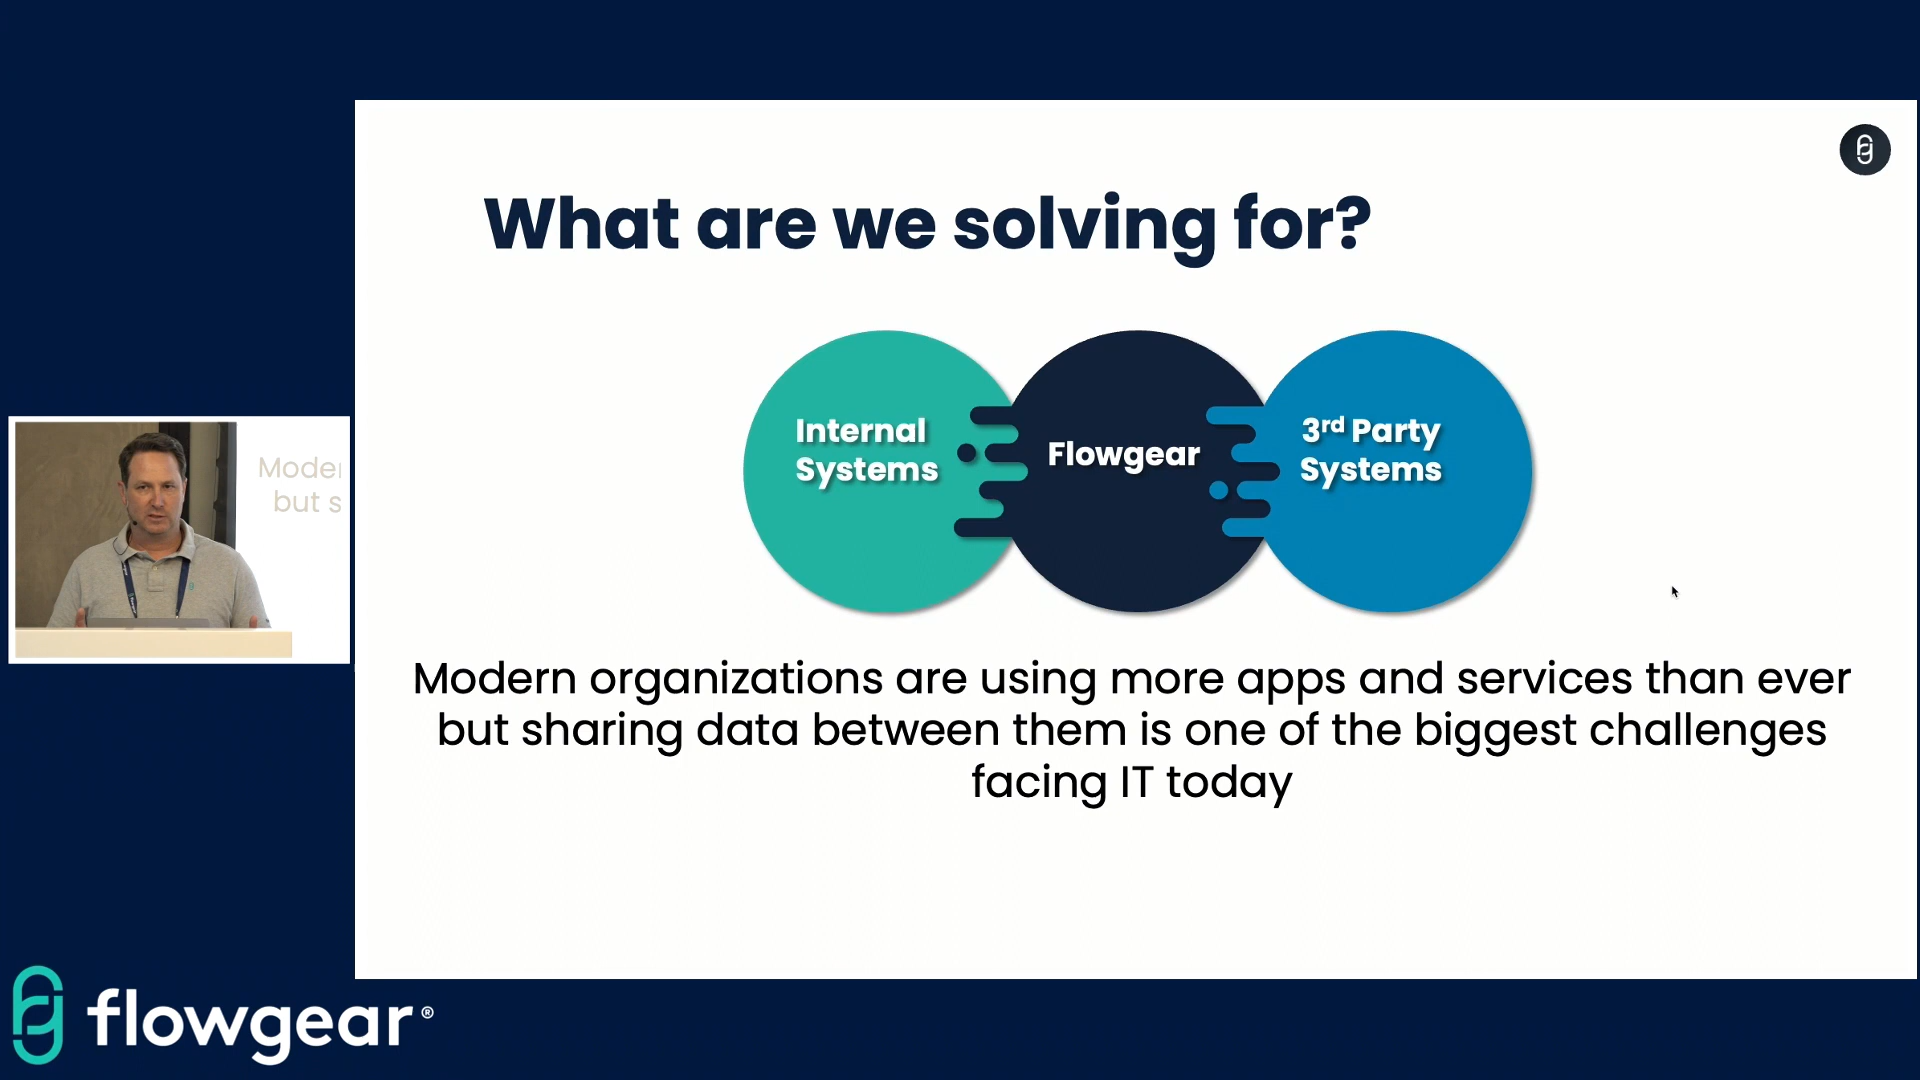 What are we solving for?
Internal
Systems
Flowgear
3rd Party
Systems
Moder
but s
Modern organizations are using more apps and services than ever
but sharing data between them is one of the biggest challenges
facing IT today
flowgear®